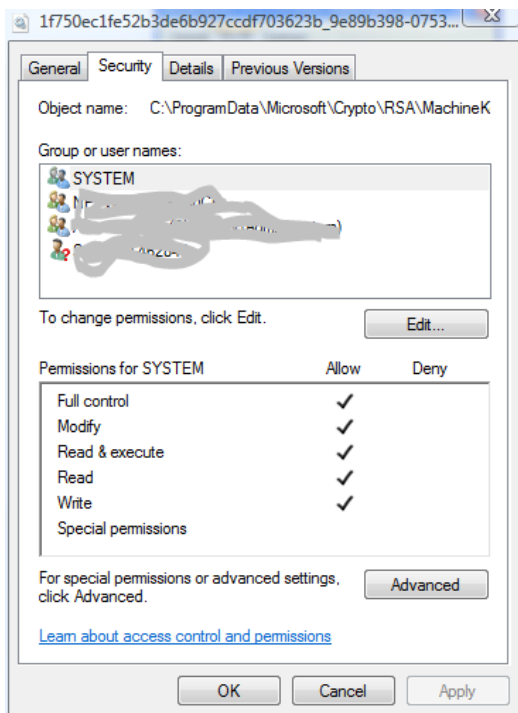 1f750ec1fe52b3de6b927ccdf703623b_9e89b398-0753...
General Security Details Previous Versions
Object name: C:\ProgramData\Microsoft\Crypto\RSA\MachineK
Group or user names:
SYSTEM
To change permissions, click Edit.
Edit...
Permissions for SYSTEM Allow Deny
Full control
Modify
Read & execute
Read
Write
Special permissions
For special permissions or advanced settings,
click Advanced.
Advanced
Learn about access control and permissions
OK Cancel Apply